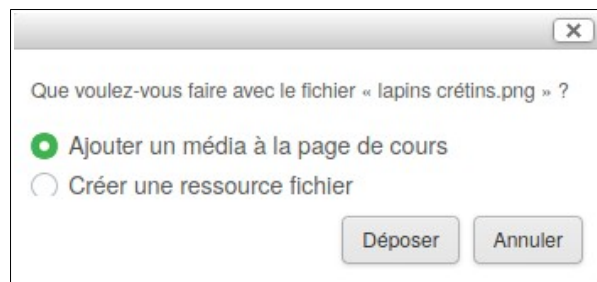 Que voulez-vous faire avec le fichier « lapins crétins.png » ?
Ajouter un média à la page de cours
Créer une ressource fichier
Déposer Annuler